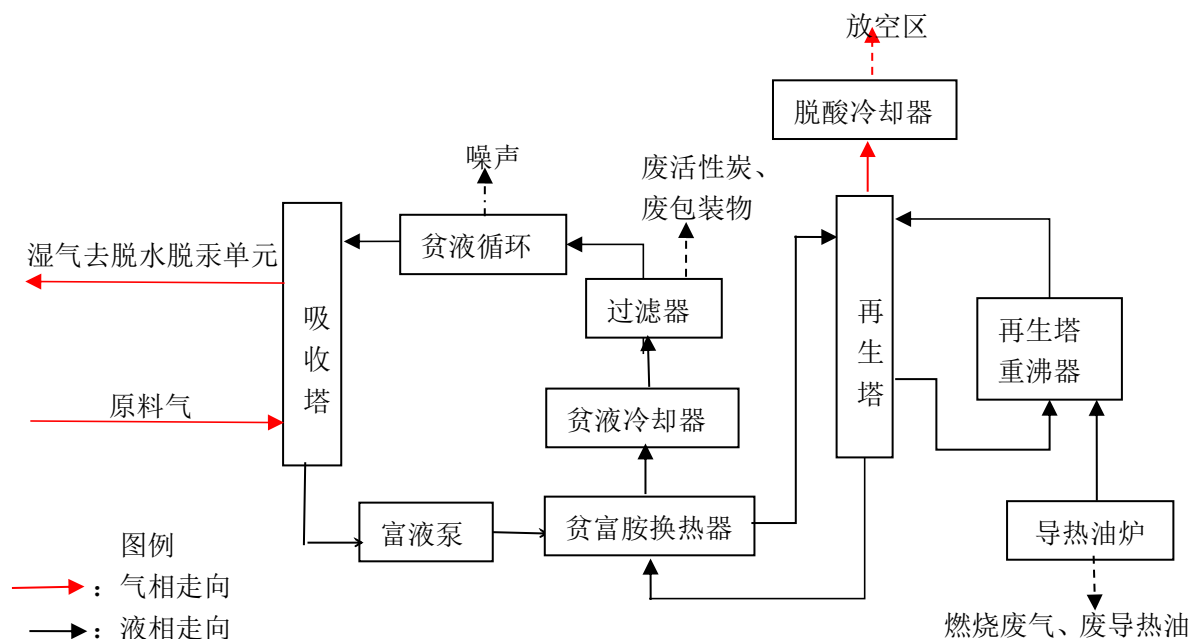 放空区
脱酸冷却器
噪声
废活性炭、
废包装物
湿气去脱水脱汞单元
贫液循环
过滤器
吸收塔
再生塔
再生塔
重沸器
原料气
贫液冷却器
富液泵
贫富胺换热器
导热油炉
图例
：气相走向
：液相走向
燃烧废气、废导热油